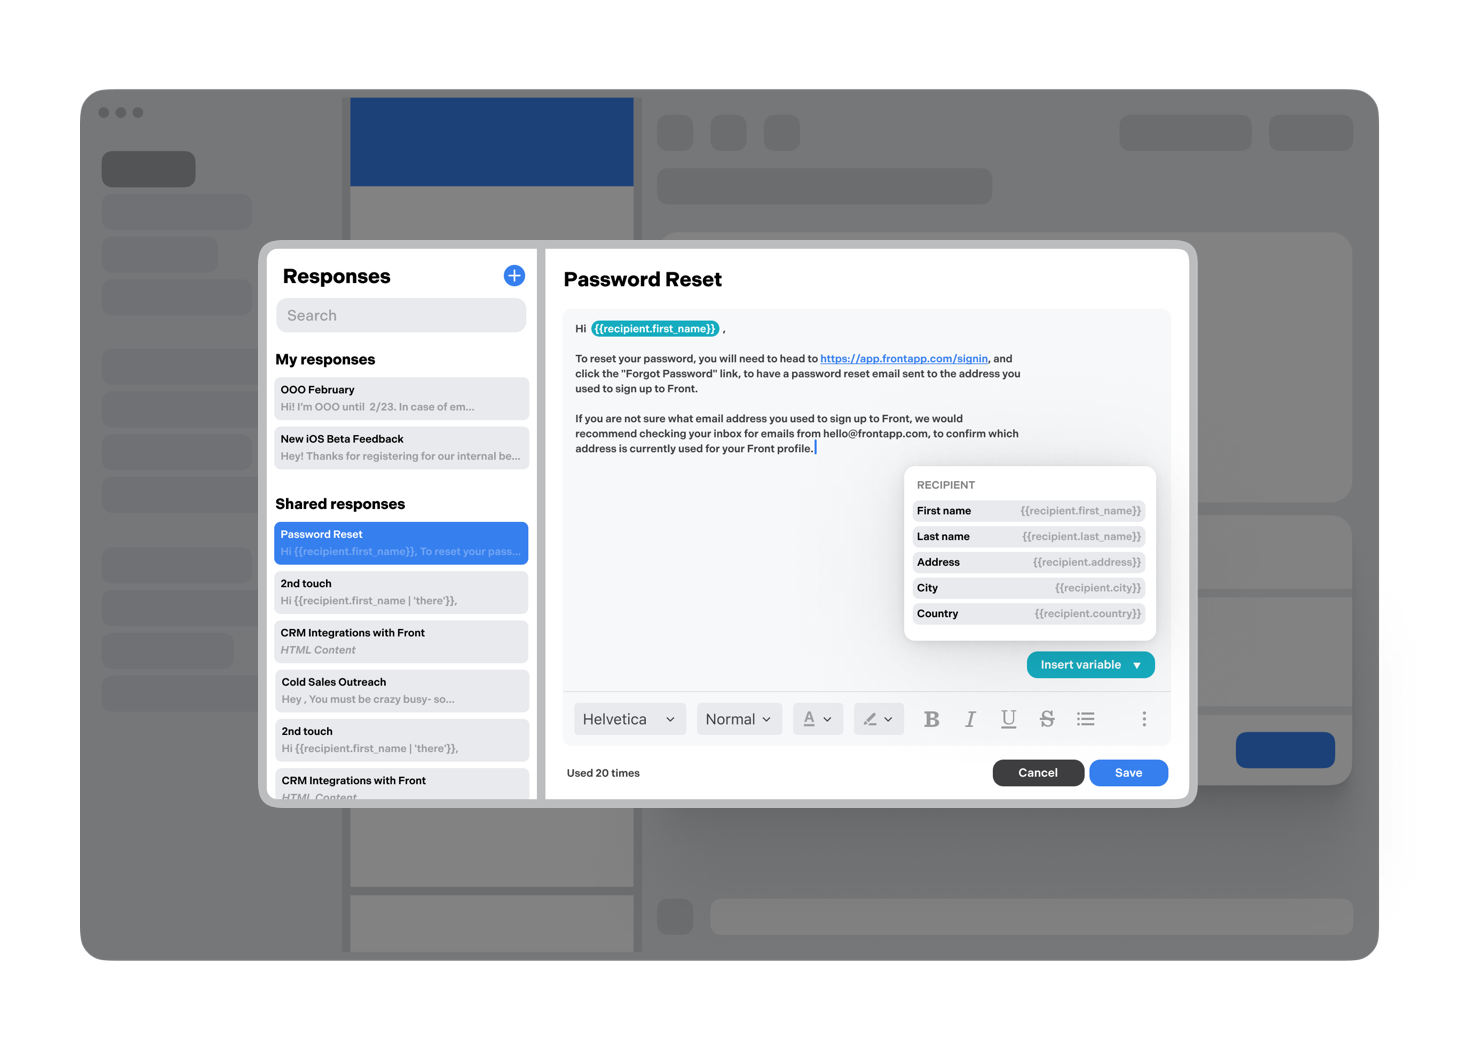 Responses
Search
My responses
OOO February
Hi! I'm OOO until 2/23. In case of em...
New iOS Beta Feedback
Hey! Thanks for registering for our internal be...
Shared responses
Password Reset
Hi {{recipient.first_name}}, To reset your pass...
2nd touch
Hi {{recipient.first_name | 'there'}},
CRM Integrations with Front
HTML Content
Cold Sales Outreach
Hey , You must be crazy busy- so...
2nd touch
Hi {{recipient.first_name | 'there'}},
CRM Integrations with Front
HTML Content
Password Reset
Hi {{recipient.first_name}} ,
To reset your password, you will need to head to https://app.frontapp.com/signin, and
click the "Forgot Password" link, to have a password reset email sent to the address you
used to sign up to Front.
If you are not sure what email address you used to sign up to Front, we would
recommend checking your inbox for emails from hello@frontapp.com, to confirm which
address is currently used for your Front profile.
RECIPIENT
First name {{recipient.first_name}}
Last name {{recipient.last_name}}
Address {{recipient.address}}
City {{recipient.city}}
Country {{recipient.country}}
Insert variable
Helvetica Normal A B I U S
Used 20 times
Cancel Save